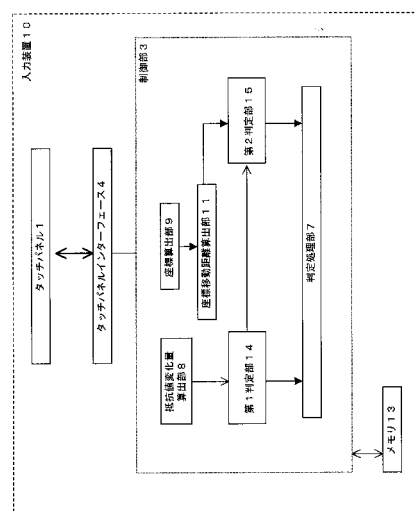 入力装置10
タッチパネル1
タッチパネルインターフェース4
制御部3
抵抗値変化量
算出部8
座標算出部9
座標移動距離算出部11
第1判定部14
第2判定部15
判定処理部7
メモリ13